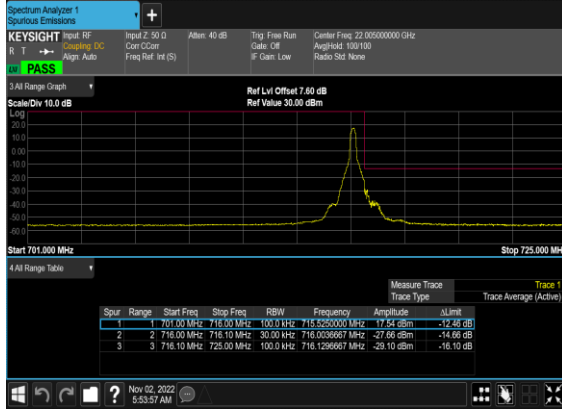 Spectrum Analyzer 1
Spurious Emissions
KEYSIGHT Input: RF Input Z: 50 Ω Atten: 40 dB Trig: Free Run Center Freq: 22.005000000 GHz
R T Coupling: DC Corr CCorr Gate: Off Avg|Hold: 100/100
Align: Auto Freq Ref: Int (S) IF Gain: Low Radio Std: None
PASS
3 All Range Graph
Ref Lvl Offset 7.60 dB
Scale/Div 10.0 dB Ref Value 30.00 dBm
Log
20.0
10.0
0.00
-10.0
-20.0
-30.0
-40.0
-50.0
-60.0
Start 701.000 MHz Stop 725.000 MH
4 All Range Table
Measure Trace Trace 1
Trace Type Trace Average (Active)
Spur Range Start Freq Stop Freq RBW Frequency Amplitude ΔLimit
1 1 701.00 MHz 716.00 MHz 100.0 kHz 715.5250000 MHz 17.54 dBm -12.46 dB
2 2 716.00 MHz 716.10 MHz 30.00 kHz 716.0036667 MHz -27.66 dBm -14.66 dB
3 3 716.10 MHz 725.00 MHz 100.0 kHz 716.1296667 MHz -29.10 dBm -16.10 dB
Nov 02, 2022
5:53:57 AM